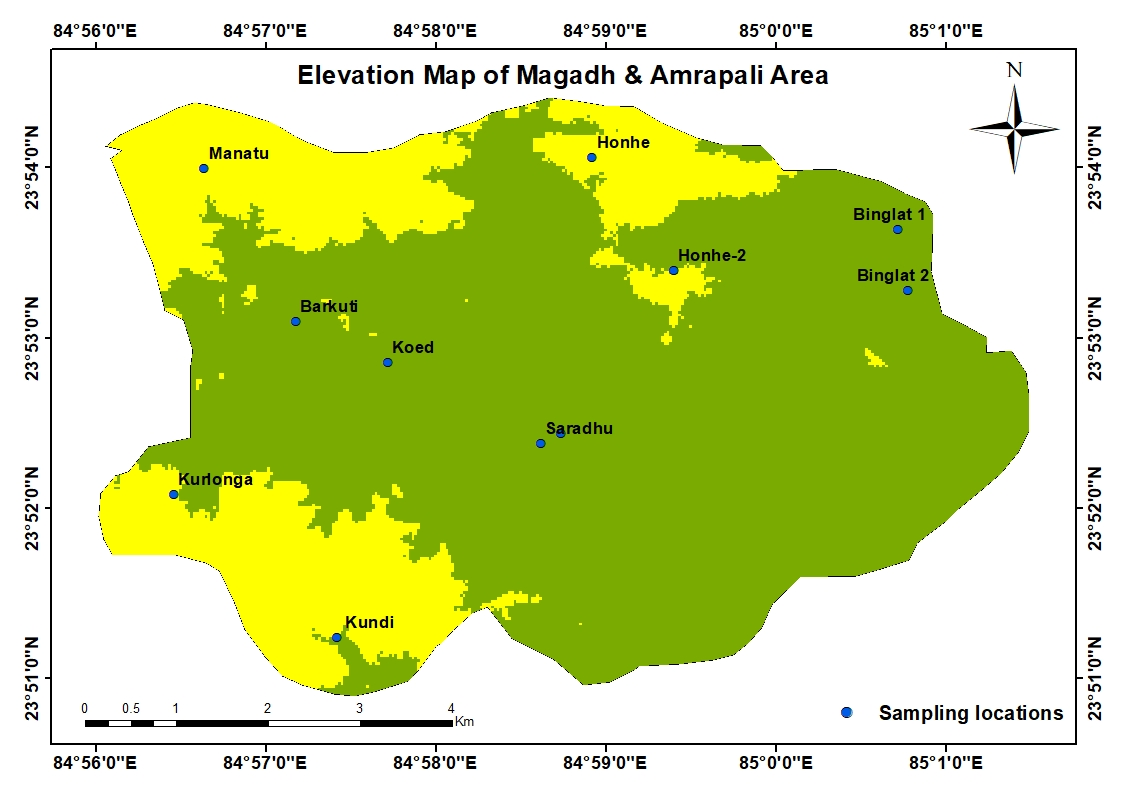 84°56'0"E 84°57'0"E 84°58'0"E 84°59'0"E 85°0'0"E 85°1'0"E
Elevation Map of Magadh & Amrapali Area
N
23°54'0"N
23°54'0"N
Manatu
Honhe
Binglat 1
Honhe-2
Binglat 2
Barkuti
23°53'0"N
23°53'0"N
Koed
Saradhu
Kurlonga
23°52'0"N
23°52'0"N
Kundi
23°51'0"N
23°51'0"N
0 0.5 1 2 3 4
Km
Sampling locations
84°56'0"E 84°57'0"E 84°58'0"E 84°59'0"E 85°0'0"E 85°1'0"E